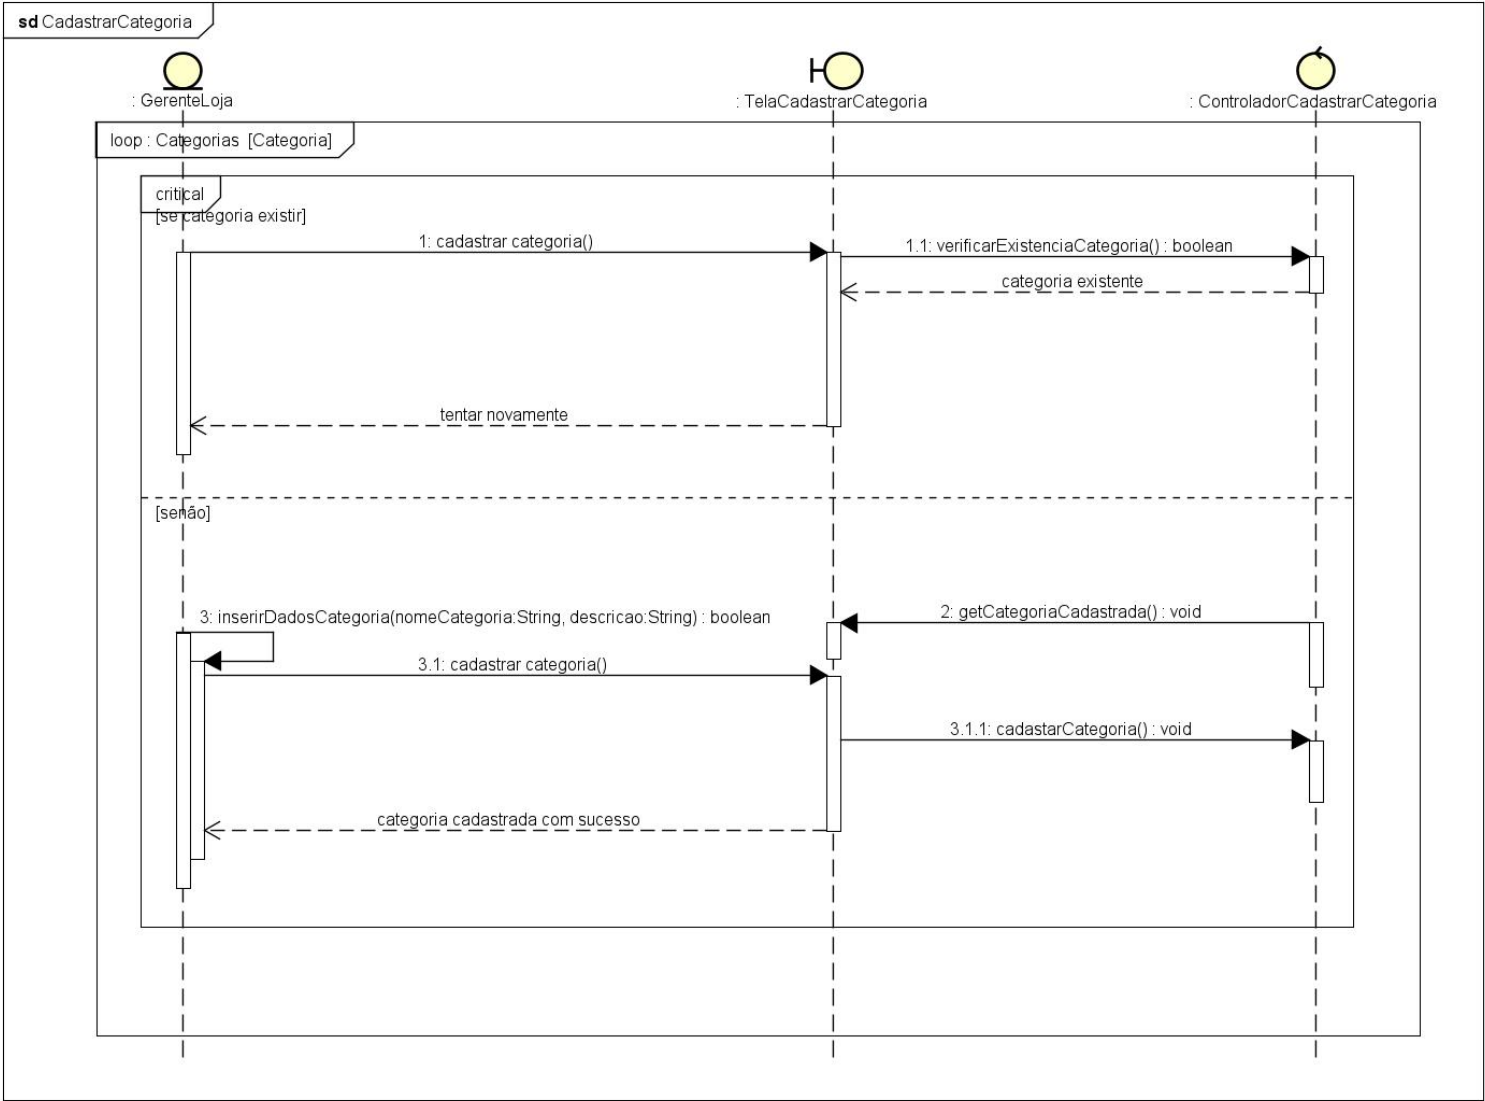 sd CadastrarCategoria
: GerenteLoja
: TelaCadastrarCategoria
: ControladorCadastrarCategoria
loop : Categorias [Categoria]
critical
[se categoria existir]
1: cadastrar categoria()
1.1: verificarExistenciaCategoria() : boolean
categoria existente
tentar novamente
[senão]
3: inserirDadosCategoria(nomeCategoria:String, descricao:String) : boolean
2: getCategoriaCadastrada() : void
3.1: cadastrar categoria()
3.1.1: cadastarCategoria() : void
categoria cadastrada com sucesso